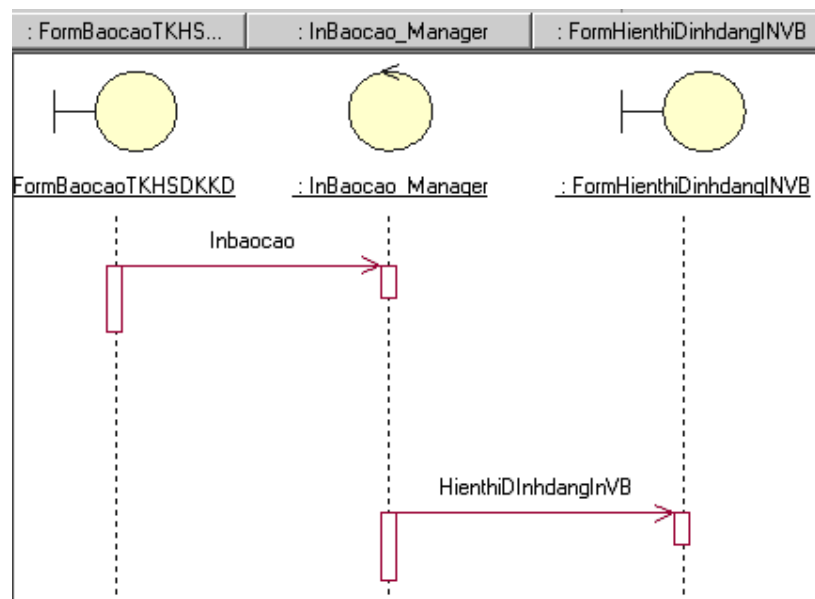 : FormBaocaoTKHS...
: InBaocao_Manager
: FormHienthiDinhdangINVB
FormBaocaoTKHSDKKD
: InBaocao_Manager
: FormHienthiDinhdangINVB
Inbaocao
HienthiDInhdangInVB